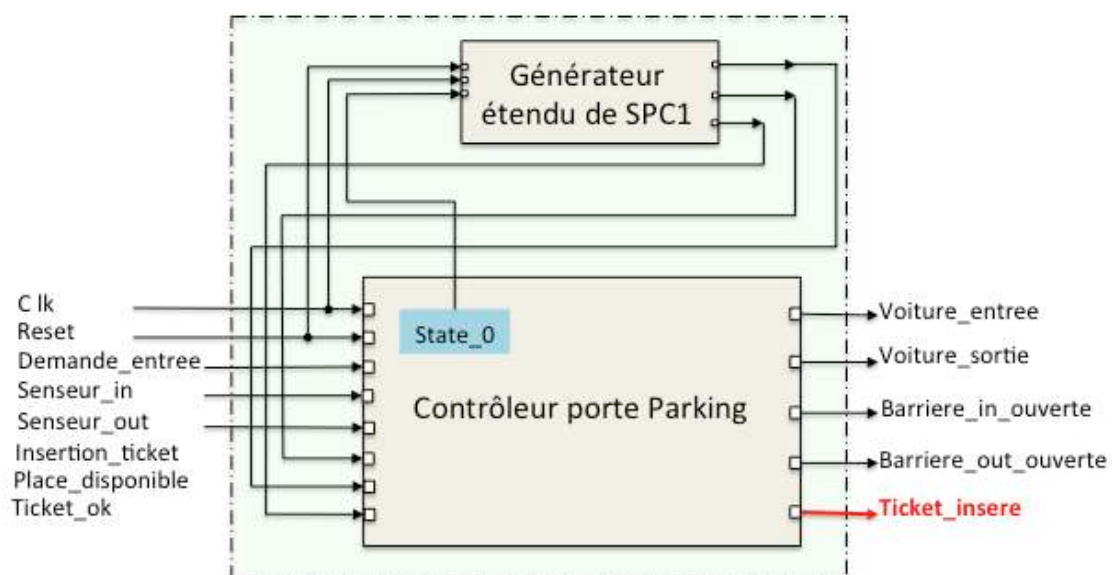 Générateur
étendu de SPC1
C lk
Reset
Demande_entree
Senseur_in
Senseur_out
Insertion_ticket
Place_disponible
Ticket_ok
State_0
Contrôleur porte Parking
Voiture_entree
Voiture_sortie
Barriere_in_ouverte
Barriere_out_ouverte
Ticket_insere